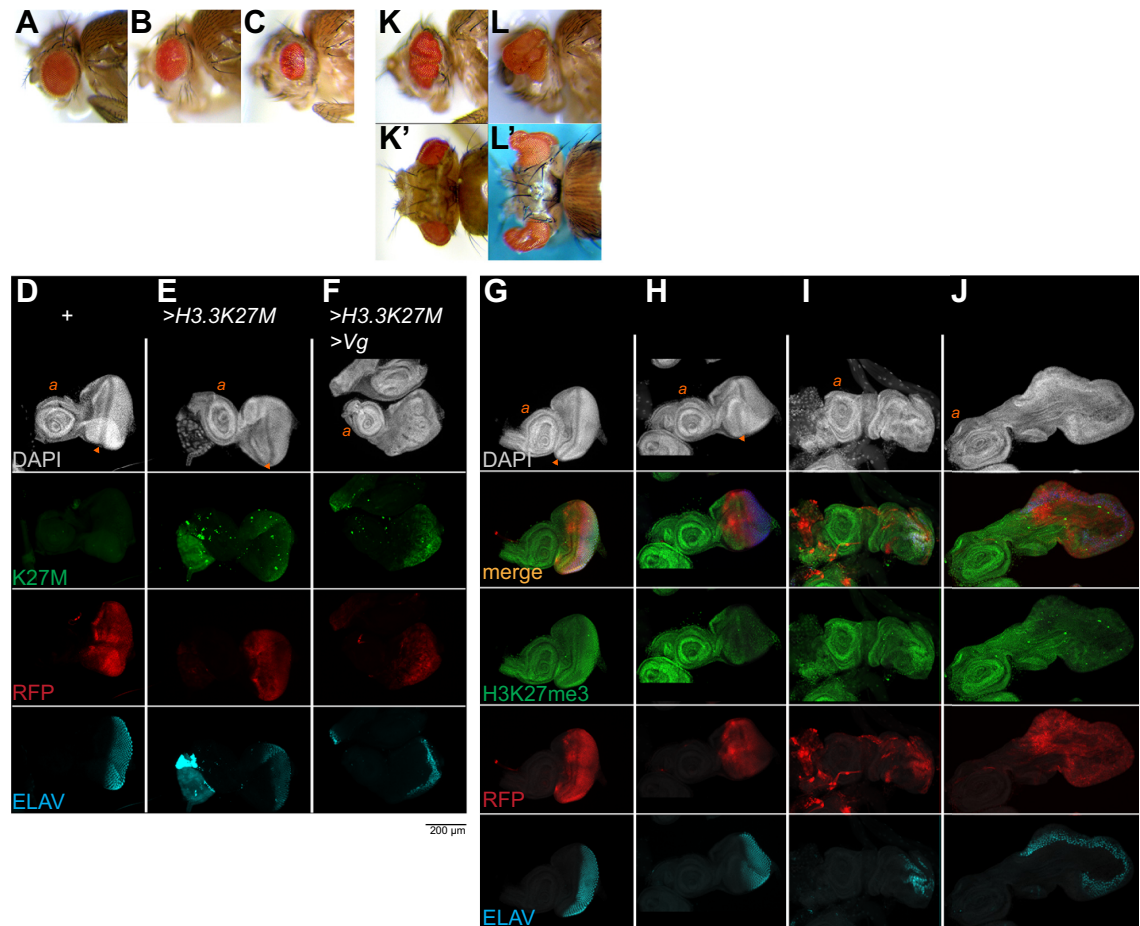 A B C K L
K’ L’
D E F G H I J
+ >H3.3K27M >H3.3K27M
>Vg
a a a a a a a
DAPI DAPI
K27M merge
RFP H3K27me3
ELAV RFP
200 µm
ELAV